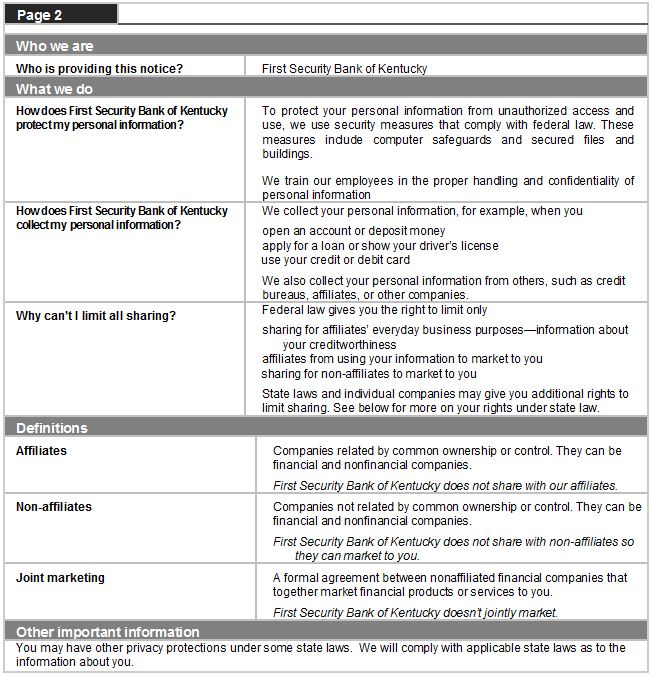 Page 2
Who we are
Who is providing this notice?
First Security Bank of Kentucky
What we do
How does First Security Bank of Kentucky
protect my personal information?
To protect your personal information from unauthorized access and
use, we use security measures that comply with federal law. These
measures include computer safeguards and secured files and
buildings.
We train our employees in the proper handling and confidentiality of
personal information
How does First Security Bank of Kentucky
collect my personal information?
We collect your personal information, for example, when you
open an account or deposit money
apply for a loan or show your driver's license
use your credit or debit card
We also collect your personal information from others, such as credit
bureaus, affiliates, or other companies.
Why can't I limit all sharing?
Federal law gives you the right to limit only
sharing for affiliates' everyday business purposes—information about
your creditworthiness
affiliates from using your information to market to you
sharing for non-affiliates to market to you
State laws and individual companies may give you additional rights to
limit sharing. See below for more on your rights under state law.
Definitions
Affiliates
Companies related by common ownership or control. They can be
financial and nonfinancial companies.
First Security Bank of Kentucky does not share with our affiliates.
Non-affiliates
Companies not related by common ownership or control. They can be
financial and nonfinancial companies.
First Security Bank of Kentucky does not share with non-affiliates so
they can market to you.
Joint marketing
A formal agreement between nonaffiliated financial companies that
together market financial products or services to you.
First Security Bank of Kentucky doesn't jointly market.
Other important information
You may have other privacy protections under some state laws.  We will comply with applicable state laws as to the
information about you.